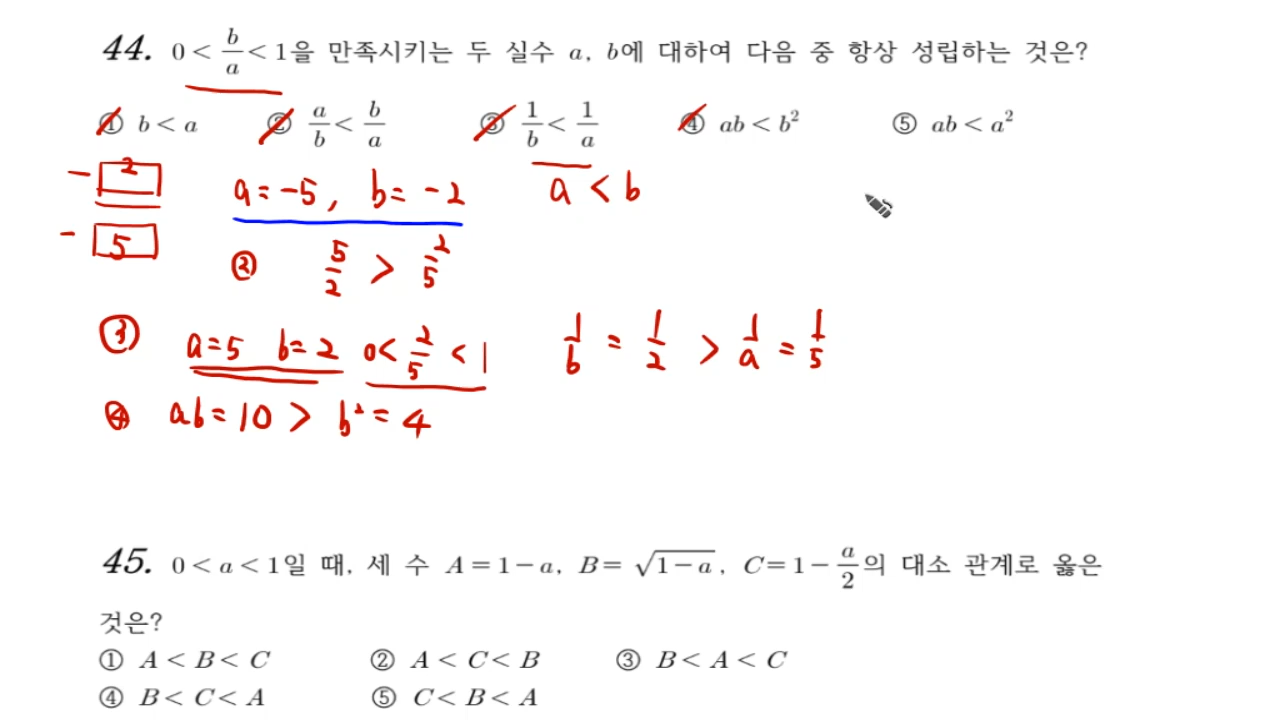 44. 0 < b/a < 1을 만족시키는 두 실수 a, b에 대하여 다음 중 항상 성립하는 것은?
① b < a ② a/b < b/a ③ 1/b < 1/a ④ ab < b² ⑤ ab < a²
- 2
a = -5, b = -2 a < b
- 5
② 5/2 > 2/5
③ a = 5 b = 2 0 < 2/5 < 1 1/b = 1/2 > 1/a = 1/5
④ ab = 10 > b² = 4
45. 0 < a < 1일 때, 세 수 A = 1 - a, B = √(1 - a), C = 1 - a/2의 대소 관계로 옳은
것은?
① A < B < C ② A < C < B ③ B < A < C
④ B < C < A ⑤ C < B < A